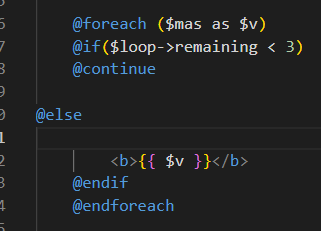 @foreach ($mas as $v)
@if($loop->remaining < 3)
@continue
@else
<b>{{ $v }}</b>
@endif
@endforeach